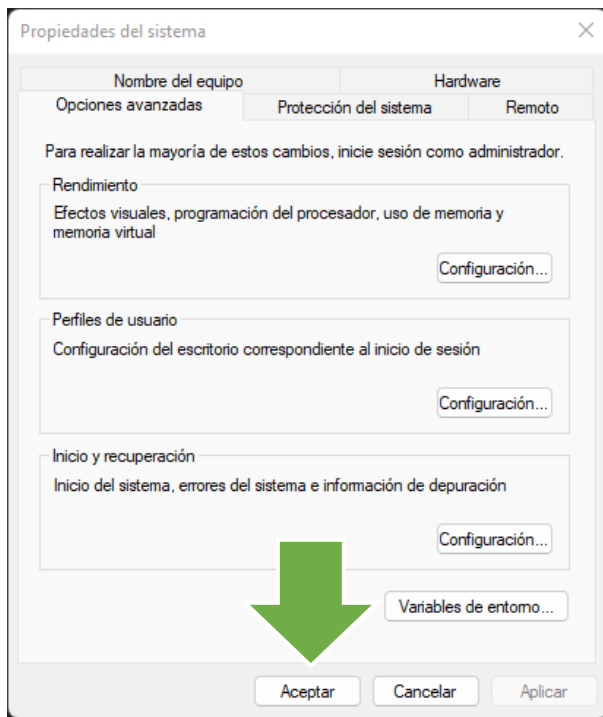 Propiedades del sistema
Nombre del equipo
Hardware
Opciones avanzadas
Protección del sistema
Remoto
Para realizar la mayoría de estos cambios, inicie sesión como administrador.
Rendimiento
Efectos visuales, programación del procesador, uso de memoria y
memoria virtual
Configuración...
Perfiles de usuario
Configuración del escritorio correspondiente al inicio de sesión
Configuración...
Inicio y recuperación
Inicio del sistema, errores del sistema e información de depuración
Configuración...
Variables de entorno...
Aceptar
Cancelar
Aplicar